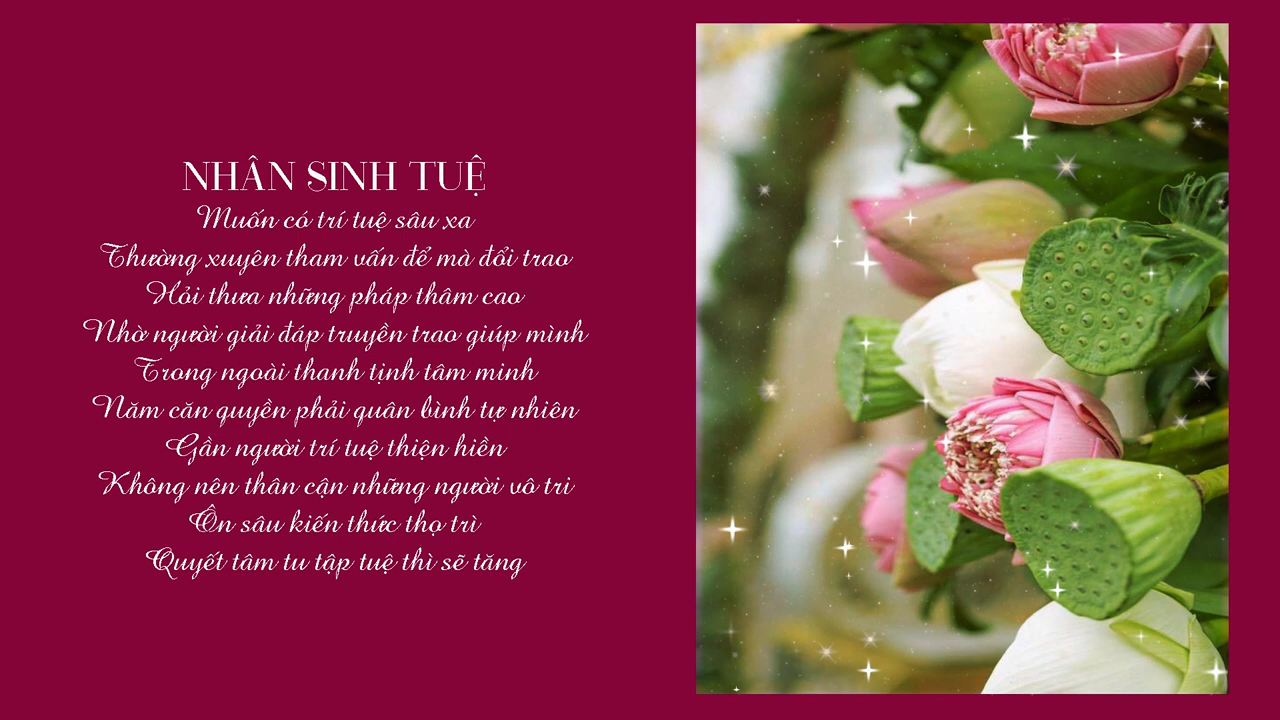 NHÂN SINH TUỆ
Muốn có trí tuệ sâu xa
Thường xuyên tham vấn để mà đổi trao
Hỏi thưa những pháp thâm cao
Nhờ người giải đáp truyền trao giúp mình
Trong ngoài thanh tịnh tâm minh
Năm căn quyền phải quân bình tự nhiên
Gần người trí tuệ thiện hiền
Không nên thân cận những người vô tri
Ôn sâu kiến thức thọ trì
Quyết tâm tu tập tuệ thì sẽ tăng